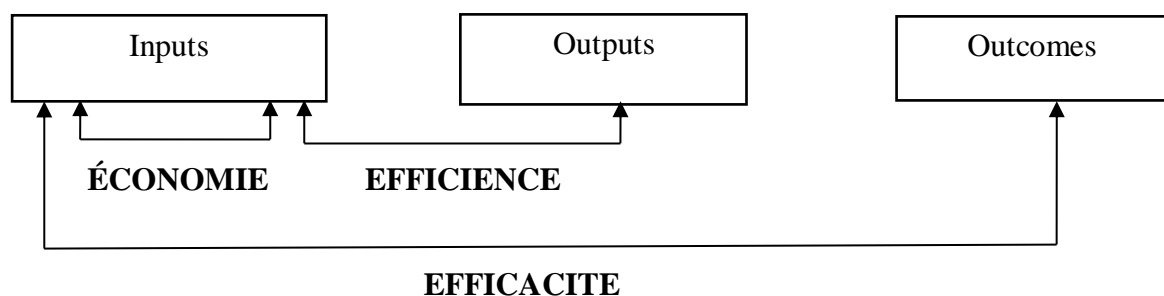 Inputs
Outputs
Outcomes
ÉCONOMIE
EFFICIENCE
EFFICACITE